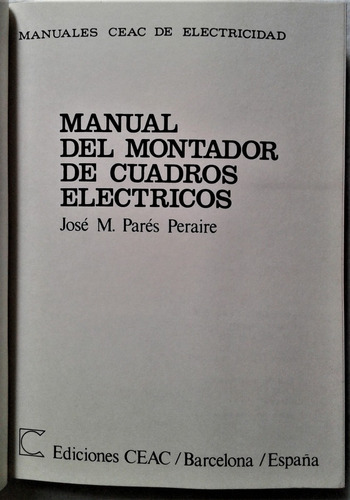 MANUALES CEAC DE ELECTRICIDAD
MANUAL
DEL MONTADOR
DE CUADROS
ELECTRICOS
José M. Parés Peraire
Ediciones CEAC/Barcelona/España